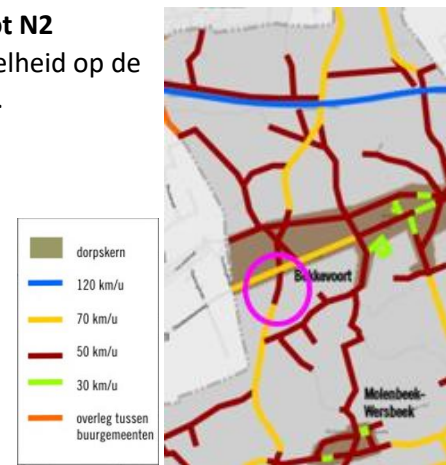 ot N2
elheid op de
.
dorpskern
120 km/u
70 km/u
50 km/u
30 km/u
overleg tussen
buurgemeenten
Bekkevoort
Molenbeek-
Wersbeek